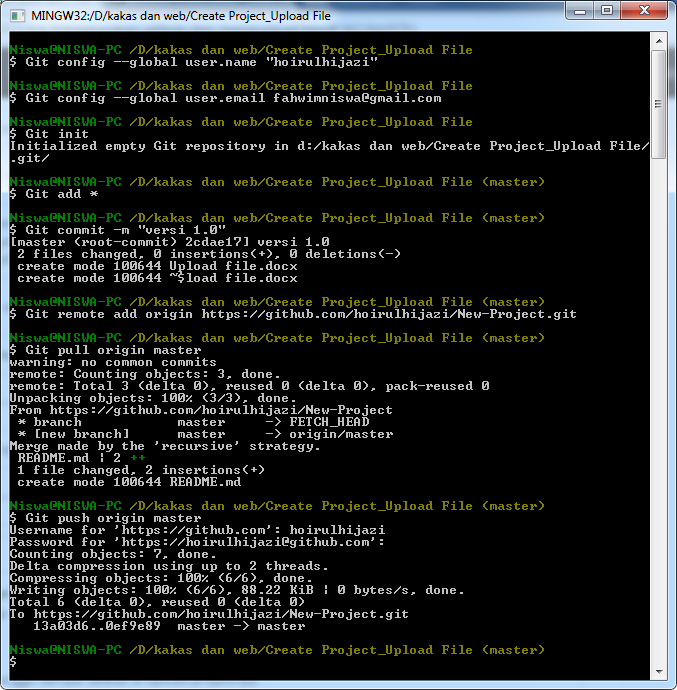 MINGW32:/D/kakas dan web/Create Project_Upload File
Niswa@NISWA-PC /D/kakas dan web/Create Project_Upload File
$ Git config --global user.name "hoirulhijazi"
Niswa@NISWA-PC /D/kakas dan web/Create Project_Upload File
$ Git config --global user.email fahwimniswa@gmail.com
Niswa@NISWA-PC /D/kakas dan web/Create Project_Upload File
$ Git init
Initialized empty Git repository in d:/kakas dan web/Create Project_Upload File/
.git/
Niswa@NISWA-PC /D/kakas dan web/Create Project_Upload File (master)
$ Git add *
Niswa@NISWA-PC /D/kakas dan web/Create Project_Upload File (master)
$ Git commit -m "versi 1.0"
[master (root-commit) 2cdae17] versi 1.0
 2 files changed, 0 insertions(+), 0 deletions(-)
 create mode 100644 Upload file.docx
 create mode 100644 ~$load file.docx
Niswa@NISWA-PC /D/kakas dan web/Create Project_Upload File (master)
$ Git remote add origin https://github.com/hoirulhijazi/New-Project.git
Niswa@NISWA-PC /D/kakas dan web/Create Project_Upload File (master)
$ Git pull origin master
warning: no common commits
remote: Counting objects: 3, done.
remote: Total 3 (delta 0), reused 0 (delta 0), pack-reused 0
Unpacking objects: 100% (3/3), done.
From https://github.com/hoirulhijazi/New-Project
 * branch            master     -> FETCH_HEAD
 * [new branch]      master     -> origin/master
Merge made by the 'recursive' strategy.
 README.md | 2 ++
 1 file changed, 2 insertions(+)
 create mode 100644 README.md
Niswa@NISWA-PC /D/kakas dan web/Create Project_Upload File (master)
$ Git push origin master
Username for 'https://github.com': hoirulhijazi
Password for 'https://hoirulhijazi@github.com':
Counting objects: 7, done.
Delta compression using up to 2 threads.
Compressing objects: 100% (6/6), done.
Writing objects: 100% (6/6), 88.22 KiB | 0 bytes/s, done.
Total 6 (delta 0), reused 0 (delta 0)
To https://github.com/hoirulhijazi/New-Project.git
   13a03d6..0ef9e89  master -> master
Niswa@NISWA-PC /D/kakas dan web/Create Project_Upload File (master)
$